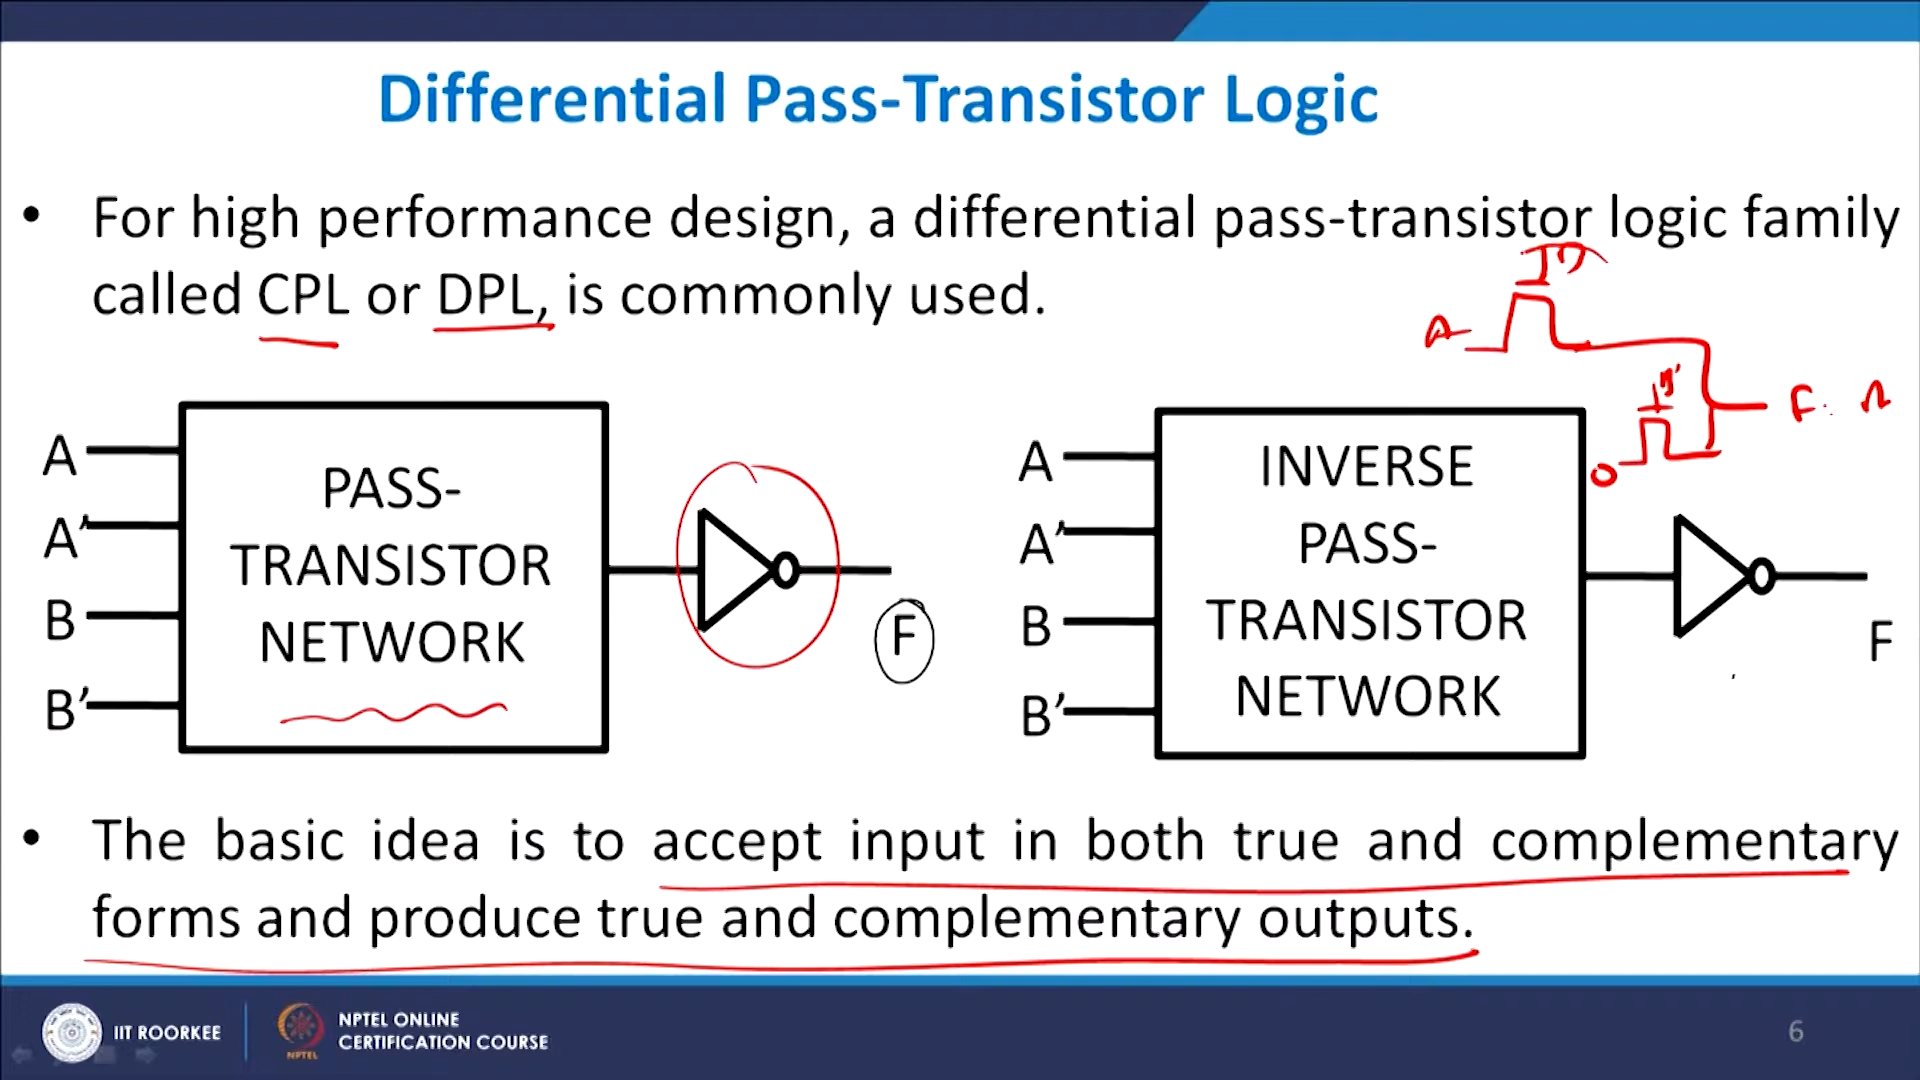 Differential Pass-Transistor Logic
• For high performance design, a differential pass-transistor logic family
called CPL or DPL, is commonly used.
A
A'
B
B'
PASS-
TRANSISTOR
NETWORK
F
A
A'
B
B'
INVERSE
PASS-
TRANSISTOR
NETWORK
F
A
0
F
• The basic idea is to accept input in both true and complementary
forms and produce true and complementary outputs.
IIT ROORKEE
NPTEL
NPTEL ONLINE
CERTIFICATION COURSE
6